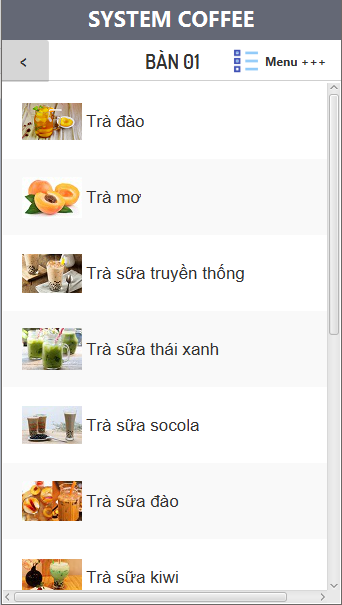 SYSTEM COFFEE
< BÀN 01 Menu +++
Trà đào
Trà mơ
Trà sữa truyền thống
Trà sữa thái xanh
Trà sữa socola
Trà sữa đào
Trà sữa kiwi